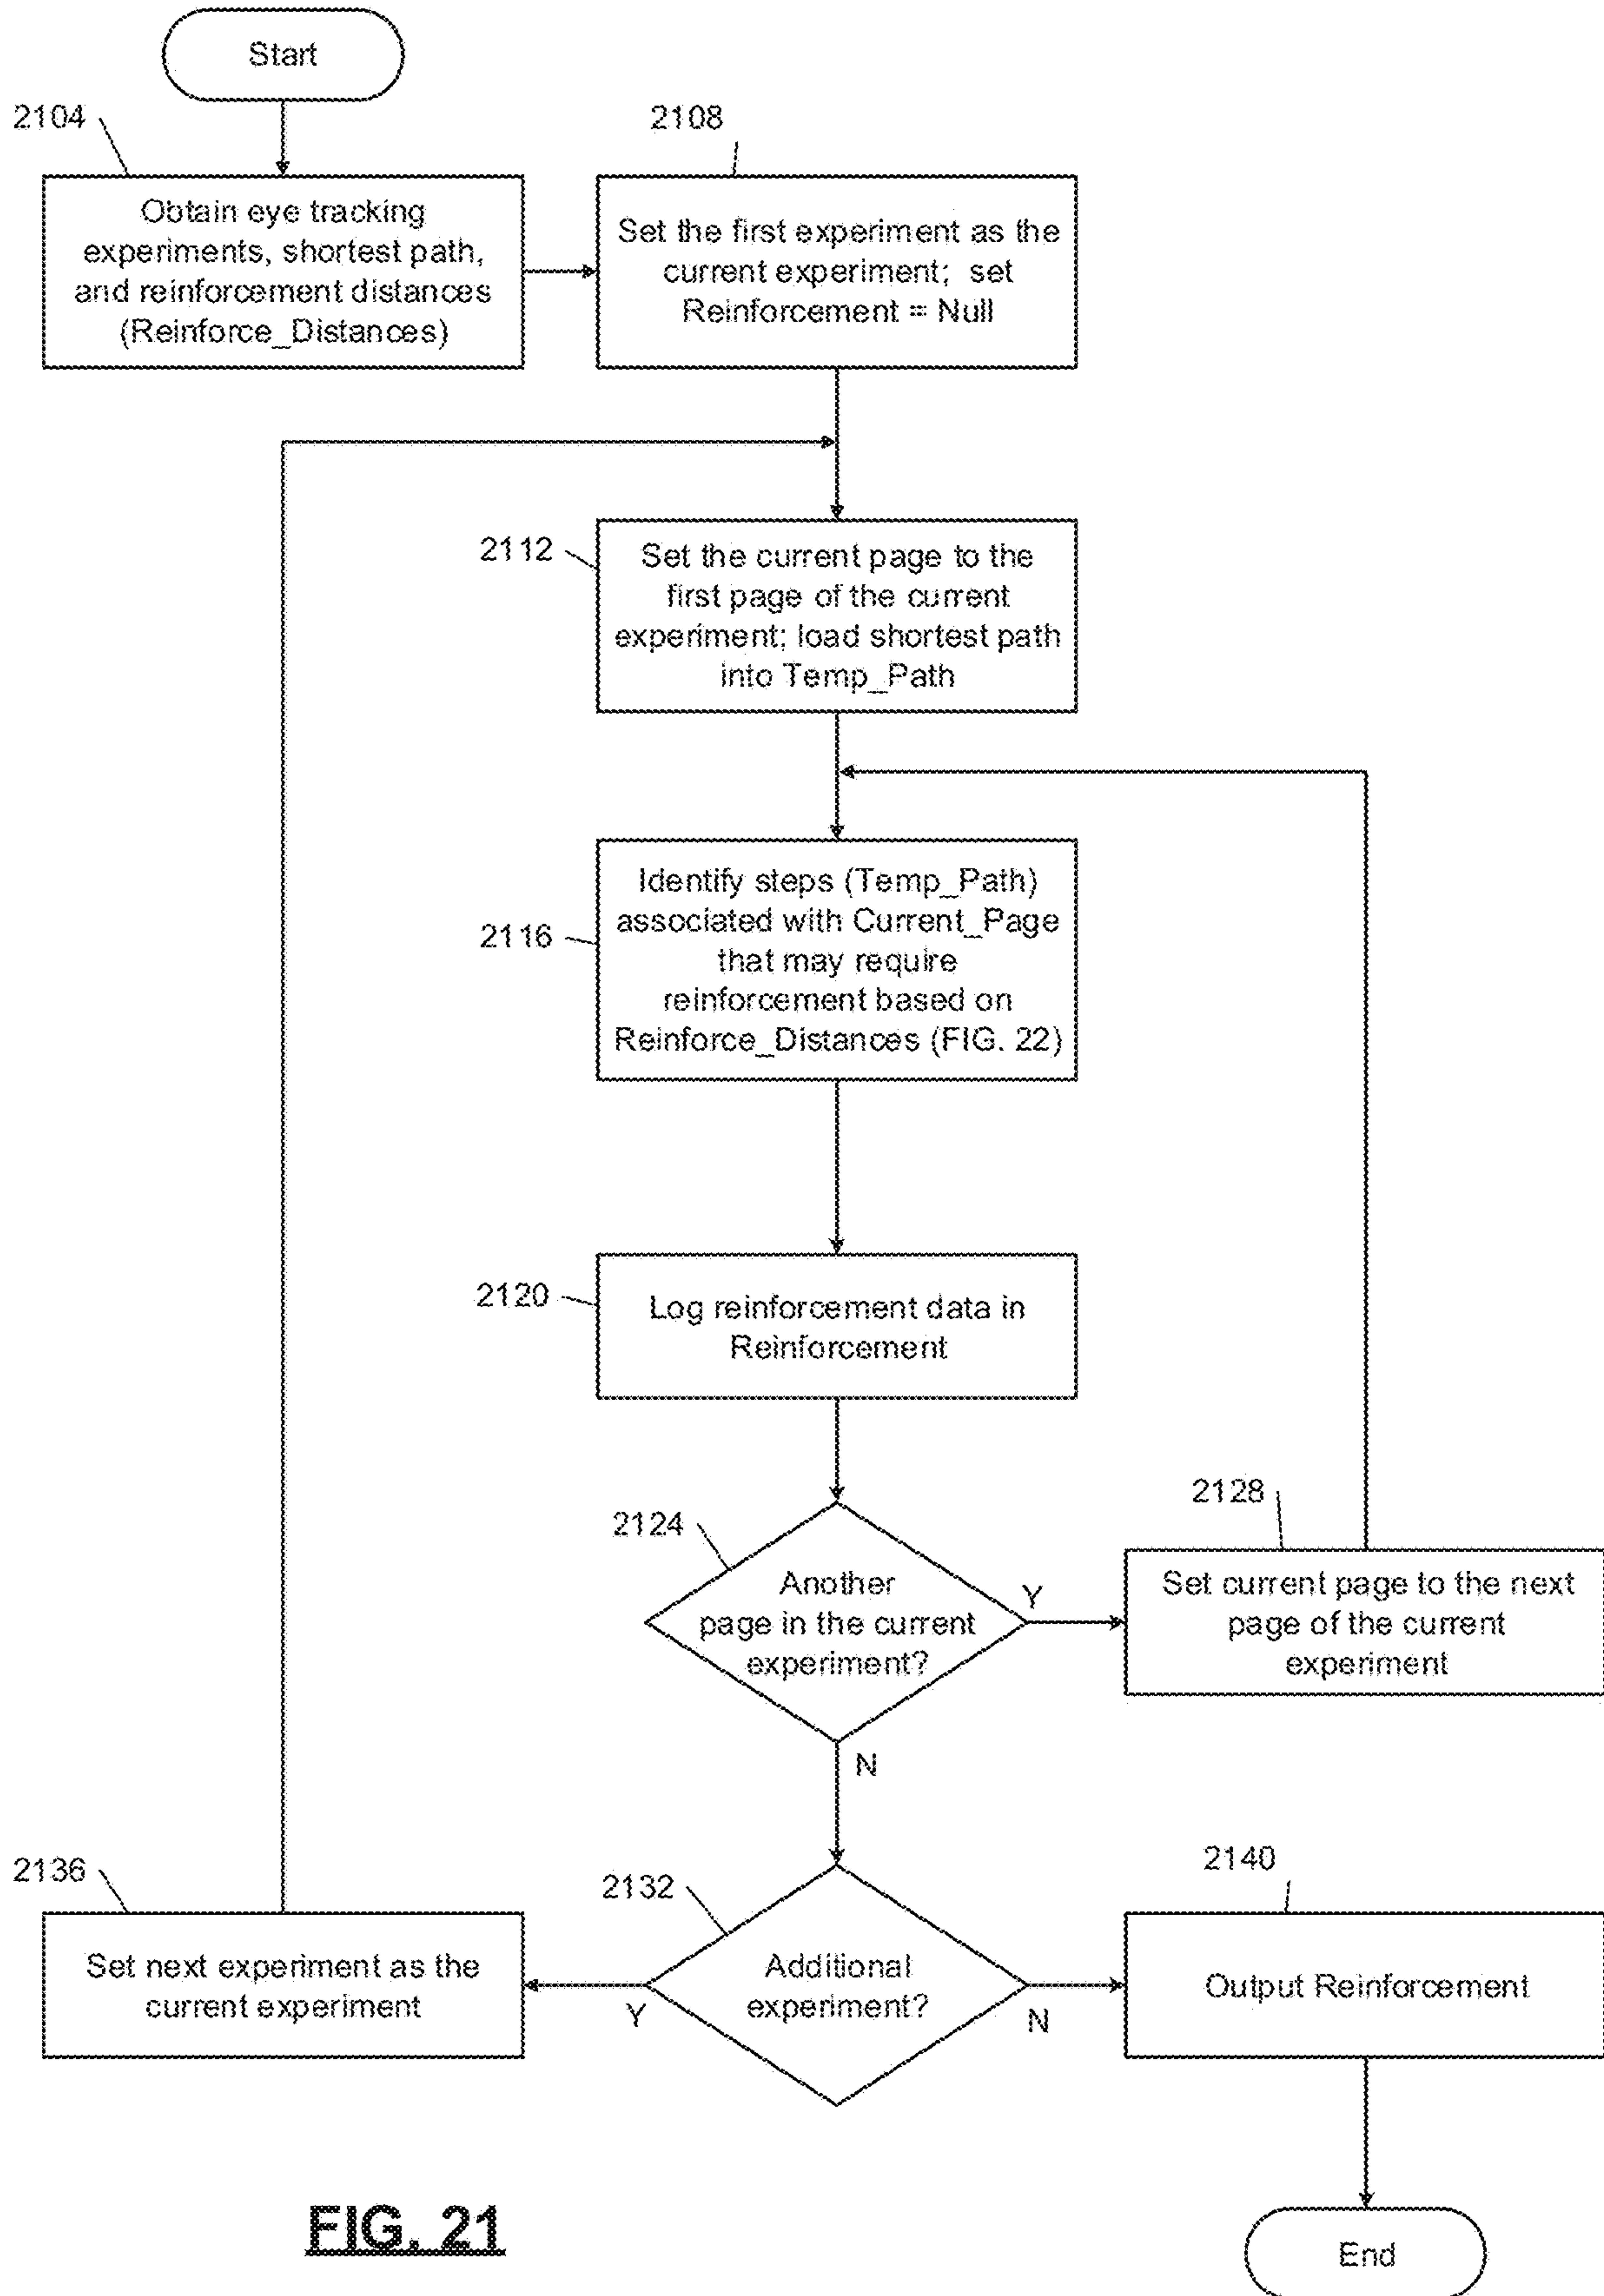 Start
2104
Obtain eye tracking
experiments, shortest path,
and reinforcement distances
(Reinforce_Distances)
2108
Set the first experiment as the
current experiment; set
Reinforcement = Null
2112
Set the current page to the
first page of the current
experiment; load shortest path
into Temp_Path
2116
Identify steps (Temp_Path)
associated with Current_Page
that may require
reinforcement based on
Reinforce_Distances (FIG. 22)
2120
Log reinforcement data in
Reinforcement
2124
Another
page in the current
experiment?
Y
N
2128
Set current page to the next
page of the current
experiment
2132
Additional
experiment?
Y
N
2136
Set next experiment as the
current experiment
2140
Output Reinforcement
End
FIG. 21